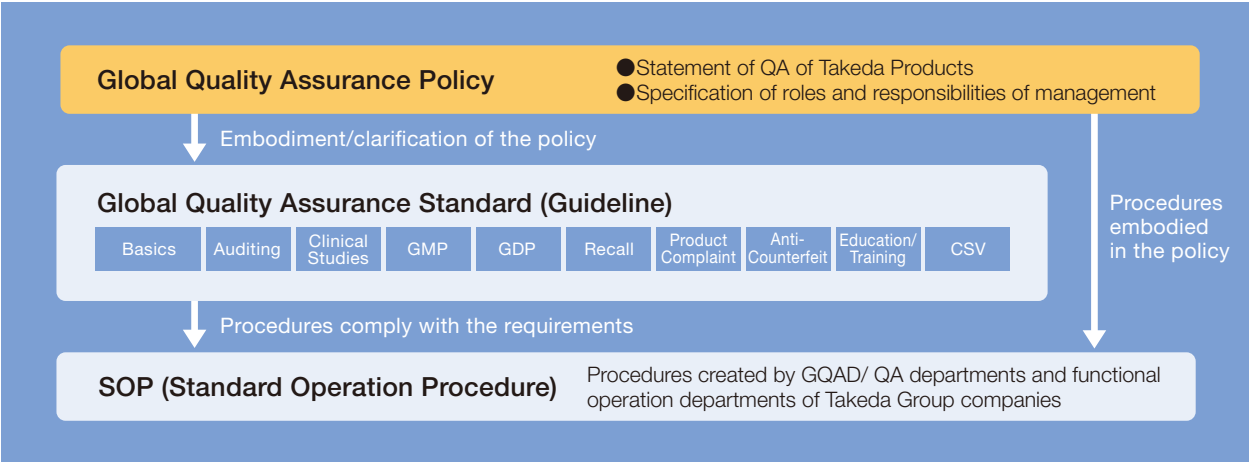 Global Quality Assurance Policy
●Statement of QA of Takeda Products
●Specification of roles and responsibilities of management
Embodiment/clarification of the policy
Global Quality Assurance Standard (Guideline)
Basics
Auditing
Clinical
Studies
GMP
GDP
Recall
Product
Complaint
Anti-
Counterfeit
Education/
Training
CSV
Procedures
embodied
in the policy
Procedures comply with the requirements
SOP (Standard Operation Procedure)
Procedures created by GQAD/ QA departments and functional
operation departments of Takeda Group companies